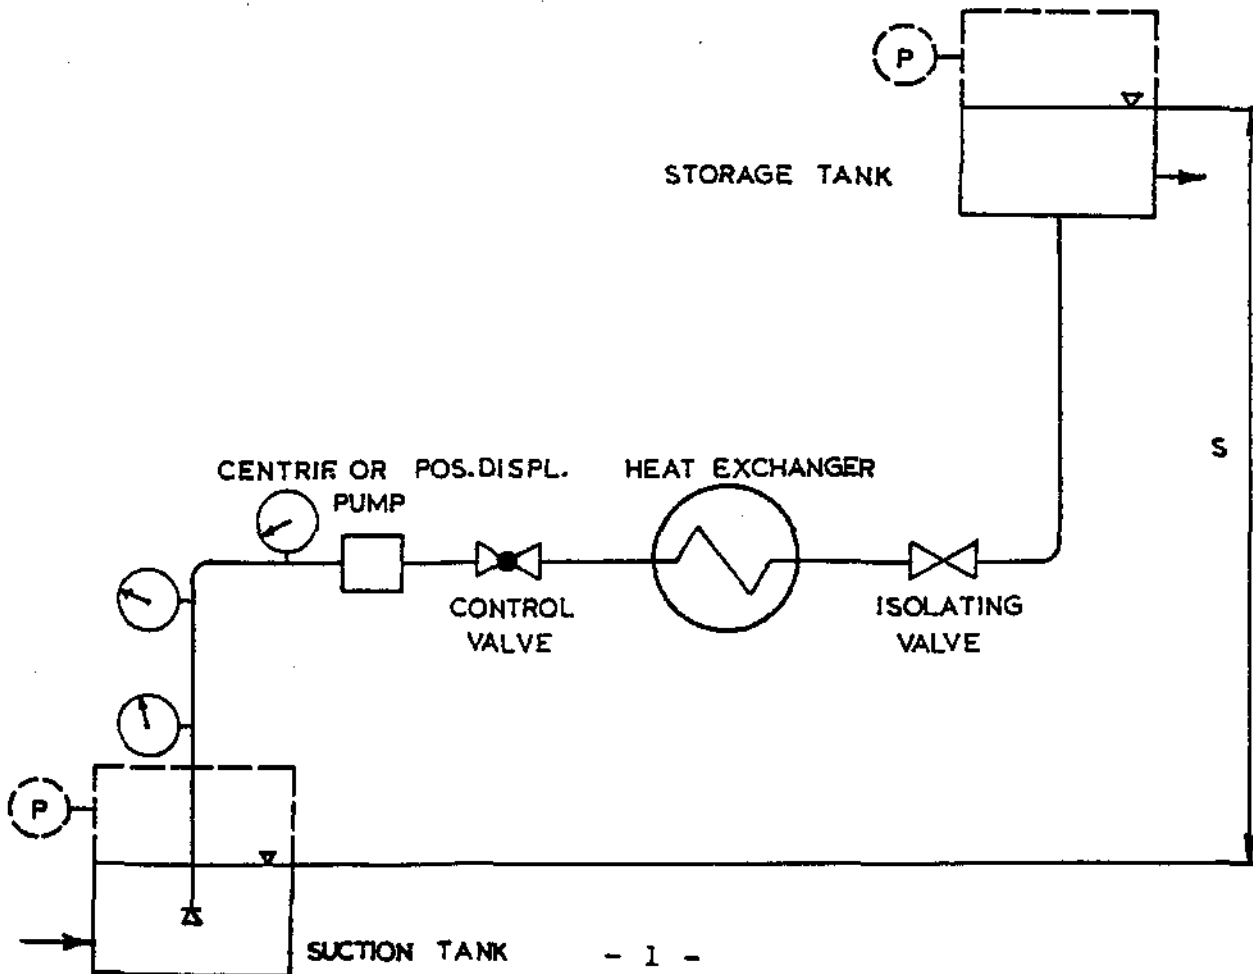 P
STORAGE TANK
S
CENTRIF OR POS.DISPL.
PUMP
HEAT EXCHANGER
CONTROL
VALVE
ISOLATING
VALVE
P
SUCTION TANK
- 1 -